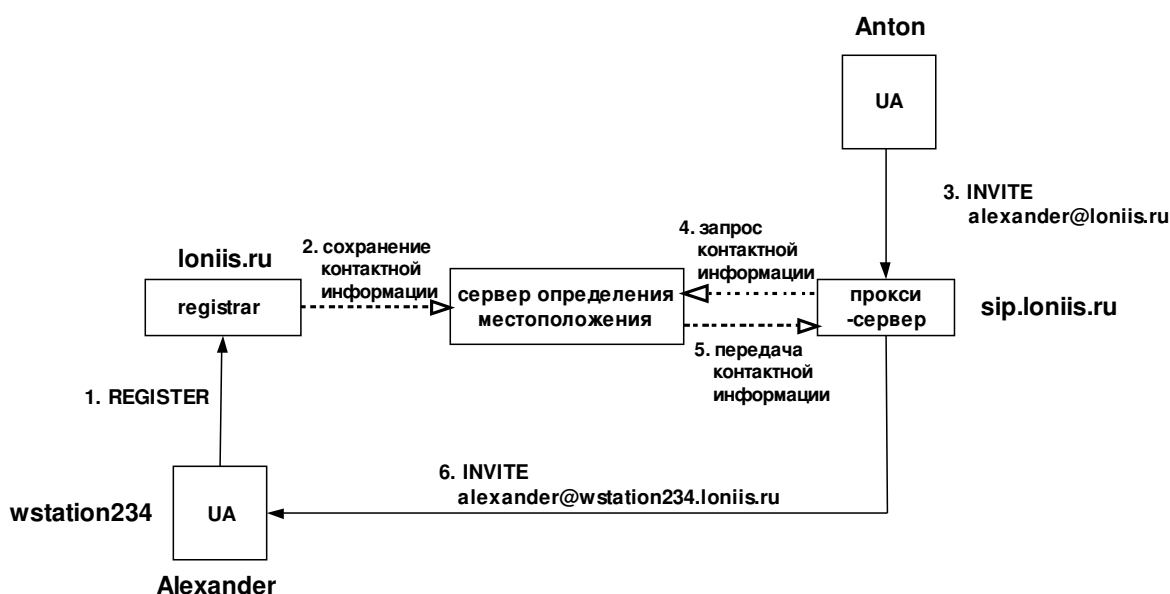 Anton
UA
3. INVITE
alexander@loniis.ru
4. запрос
контактной
информации
loniis.ru
2. сохранение
контактной
информации
registrar
сервер определения
местоположения
прокси
-сервер
sip.loniis.ru
5. передача
контактной
информации
1. REGISTER
6. INVITE
alexander@wstation234.loniis.ru
wstation234
UA
Alexander